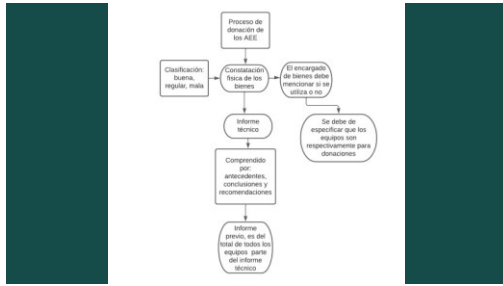 Proceso de
donación de
los AEE
Clasificación:
buena,
regular, mala
Constatación
física de los
bienes
El encargado
de bienes debe
mencionar si se
utiliza o no
Informe
técnico
Se debe de
especificar que los
equipos son
respectivamente para
donaciones
Comprendido
por:
antecedentes,
conclusiones y
recomendaciones
Informe
previo, es del
total de todos los
equipos parte
del informe
técnico